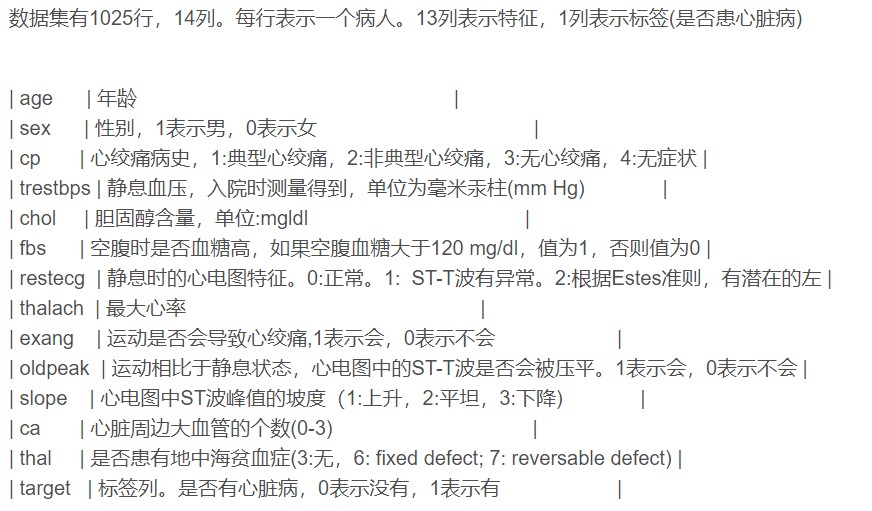 数据集有1025行，14列。每行表示一个病人。13列表示特征，1列表示标签(是否患心脏病)
| age | 年龄 |
| sex | 性别，1表示男，0表示女 |
| cp | 心绞痛病史，1:典型心绞痛，2:非典型心绞痛，3:无心绞痛，4:无症状 |
| trestbps | 静息血压，入院时测量得到，单位为毫米汞柱(mm Hg) |
| chol | 胆固醇含量，单位:mgldl |
| fbs | 空腹时是否血糖高，如果空腹血糖大于120 mg/dl，值为1，否则值为0 |
| restecg | 静息时的心电图特征。0:正常。1: ST-T波有异常。2:根据Estes准则，有潜在的左 |
| thalach | 最大心率 |
| exang | 运动是否会导致心绞痛,1表示会，0表示不会 |
| oldpeak | 运动相比于静息状态，心电图中的ST-T波是否会被压平。1表示会，0表示不会 |
| slope | 心电图中ST波峰值的坡度（1:上升，2:平坦，3:下降) |
| ca | 心脏周边大血管的个数(0-3) |
| thal | 是否患有地中海贫血症(3:无，6: fixed defect; 7: reversable defect) |
| target | 标签列。是否有心脏病，0表示没有，1表示有 |